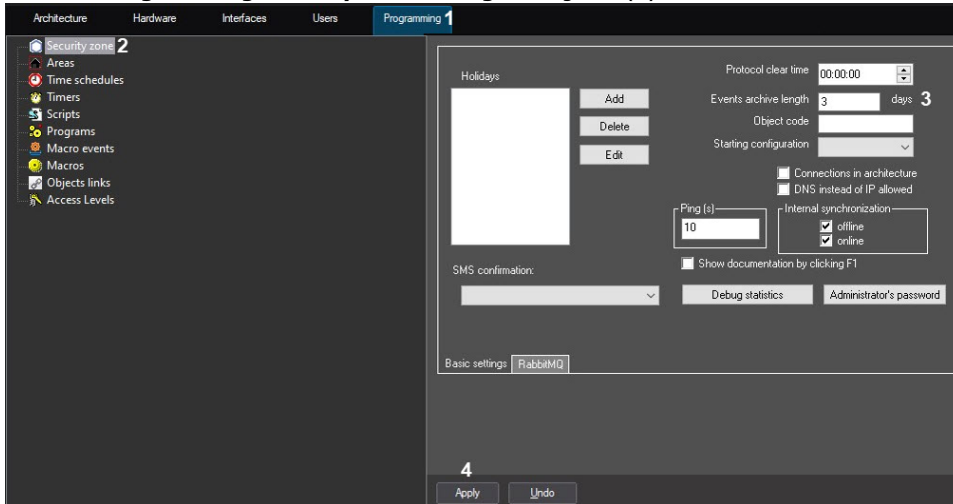 Architecture Hardware Interfaces Users Programming 1
Security zone 2
Areas
Time schedules
Timers
Scripts
Programs
Macro events
Macros
Objects links
Access Levels
Holidays
Add
Delete
Edit
SMS confirmation:
Protocol clear time 00:00:00
Events archive length 3 days 3
Object code
Starting configuration
Connections in architecture
DNS instead of IP allowed
Ping (s)
10
Internal synchronization
offline
online
Show documentation by clicking F1
Debug statistics Administrator's password
Basic settings RabbitMQ
4
Apply Undo